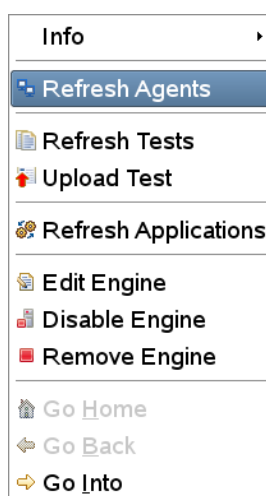 Info
Refresh Agents
Refresh Tests
Upload Test
Refresh Applications
Edit Engine
Disable Engine
Remove Engine
Go Home
Go Back
Go Into